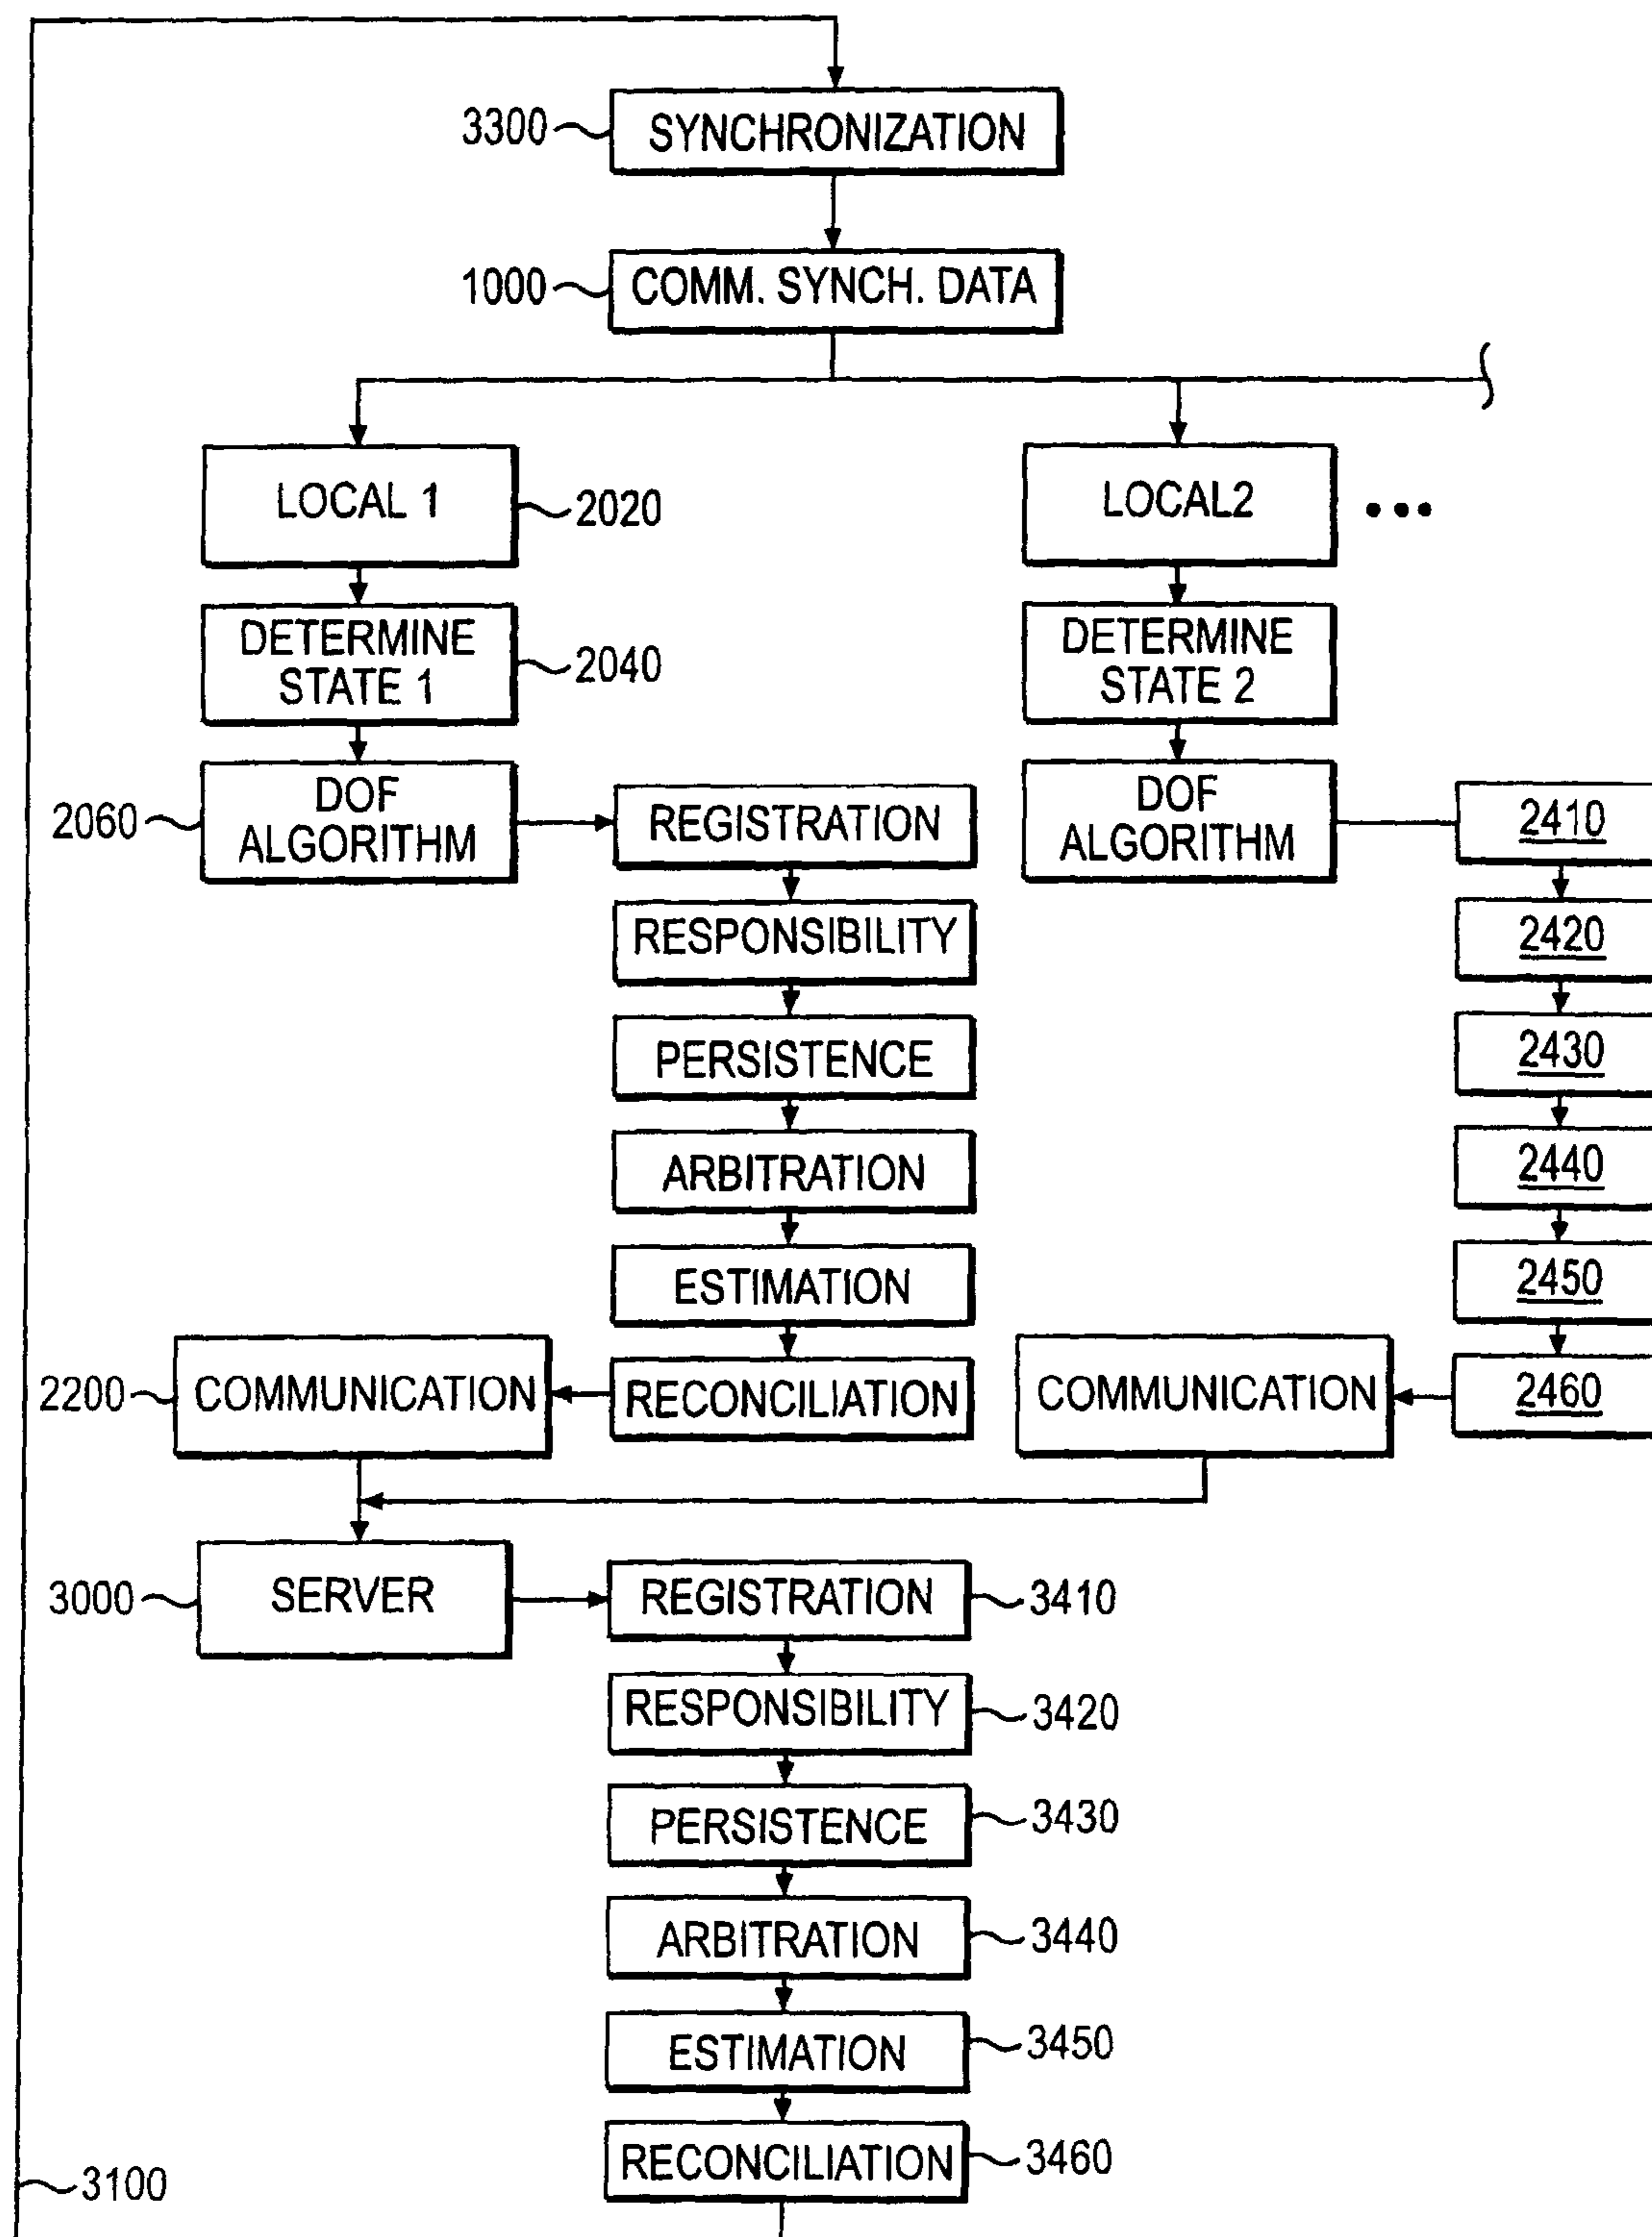 3300 SYNCHRONIZATION
1000 COMM. SYNCH. DATA
LOCAL 1 2020
LOCAL2 •••
DETERMINE
STATE 1
2040
DETERMINE
STATE 2
2060
DOF
ALGORITHM
REGISTRATION
RESPONSIBILITY
PERSISTENCE
ARBITRATION
ESTIMATION
RECONCILIATION
2200 COMMUNICATION
DOF
ALGORITHM
2410
2420
2430
2440
2450
2460
COMMUNICATION
3000 SERVER
REGISTRATION 3410
RESPONSIBILITY 3420
PERSISTENCE 3430
ARBITRATION 3440
ESTIMATION 3450
RECONCILIATION 3460
3100